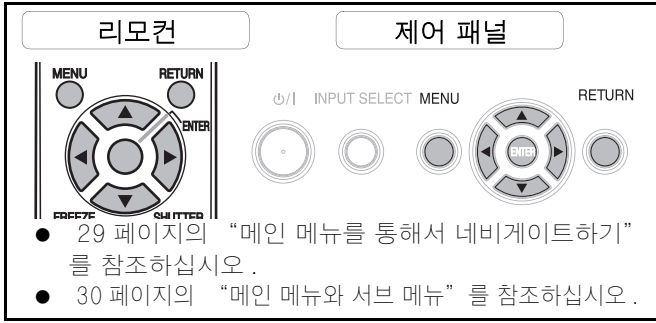 리모컨
제어 패널
MENU RETURN
ENTER
FREEZE SHUTTER
⏻/| INPUT SELECT MENU RETURN
ENTER
● 29 페이지의 “메인 메뉴를 통해서 네비게이트하기”
를 참조하십시오 .
● 30 페이지의 “메인 메뉴와 서브 메뉴” 를 참조하십시오 .